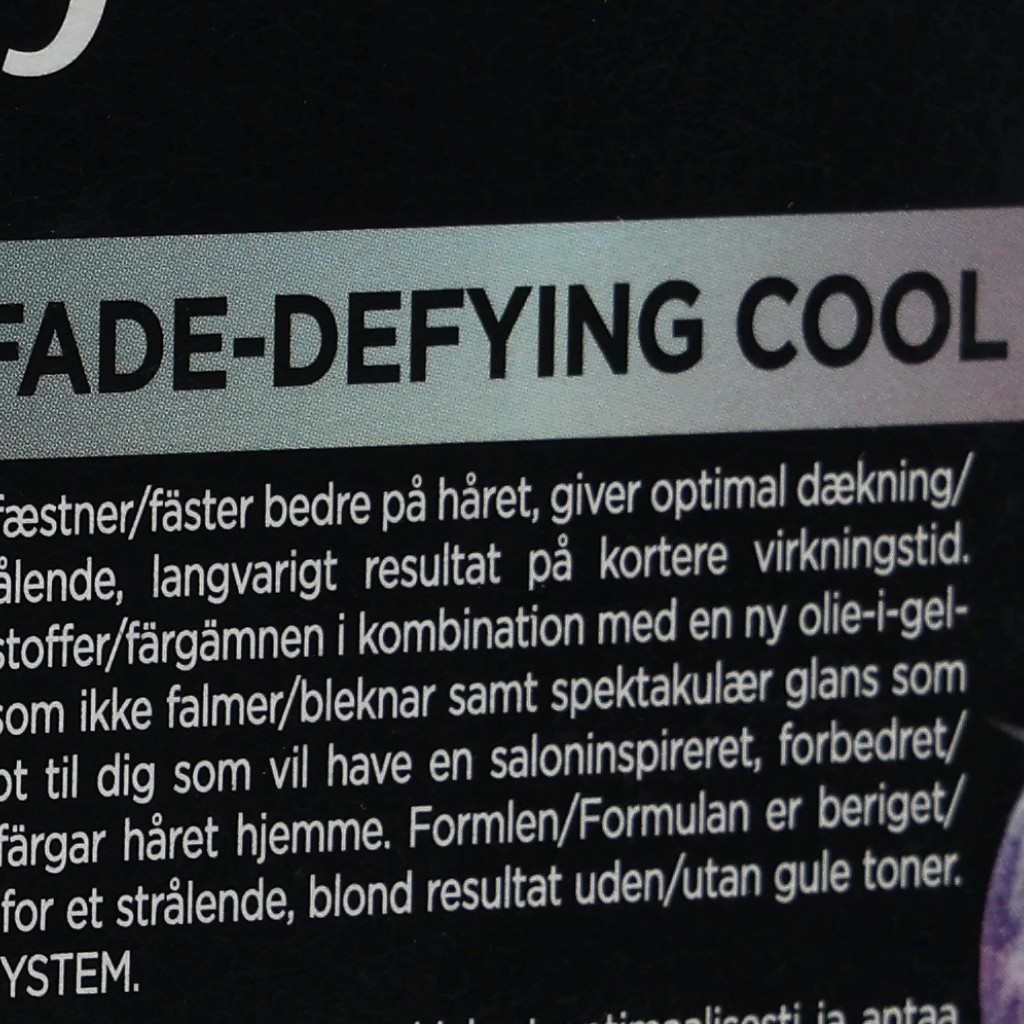 FADE-DEFYING COOL
fæstner/fäster bedre på håret, giver optimal dækning/
ålende, langvarigt resultat på kortere virkningstid.
stoffer/färgämnen i kombination med en ny olie-i-gel-
som ikke falmer/bleknar samt spektakulær glans som
ot til dig som vil have en saloninspireret, forbedret/
färgar håret hjemme. Formlen/Formulan er beriget/
for et strålende, blond resultat uden/utan gule toner.
YSTEM.
ja antaa